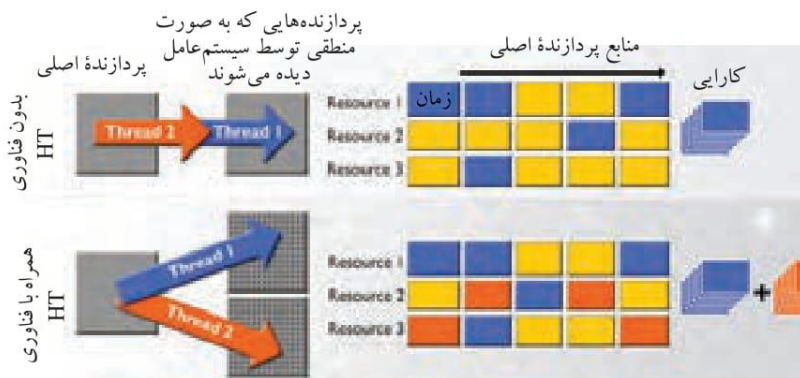 پردازنده‌هایی که به صورت
منطقی توسط سیستم‌عامل
دیده می‌شوند
پردازندهٔ اصلی
منابع پردازندهٔ اصلی
کارایی
بدون فناوری
HT
Thread 2
Thread 1
Resource 1
زمان
Resource 2
Resource 3
همراه با فناوری
HT
Thread 1
Thread 2
Resource 1
Resource 2
Resource 3
+